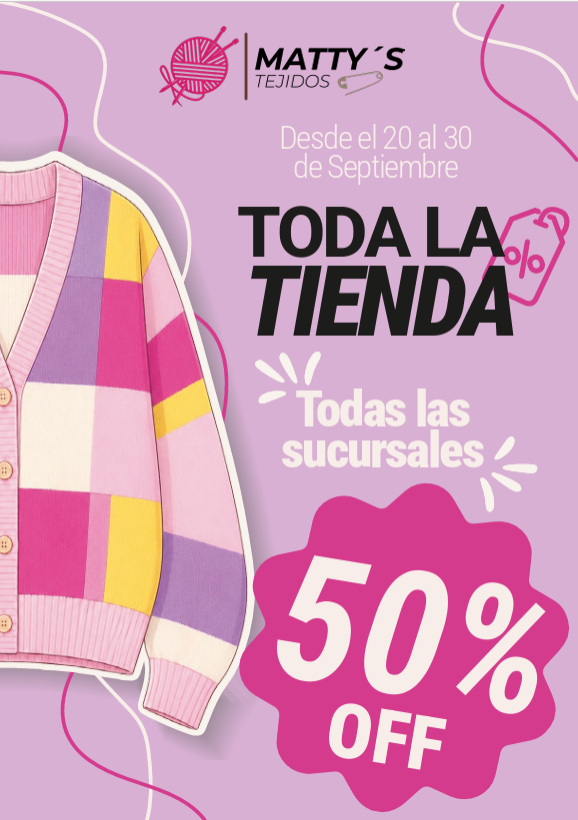 MATTY´S
TEJIDOS
Desde el 20 al 30
de Septiembre
TODA LA
TIENDA
%
Todas las
sucursales
50%
OFF